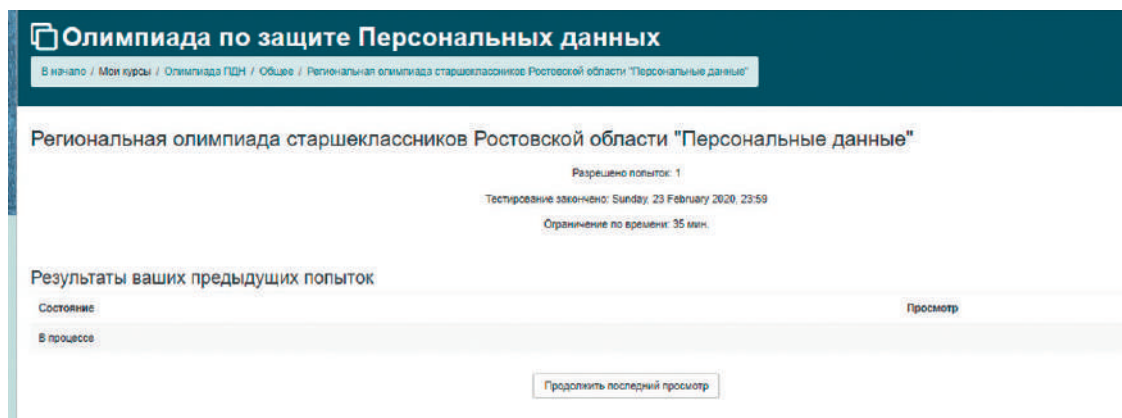 Олимпиада по защите Персональных данных
В начало / Мои курсы / Олимпиада ПДН / Общее / Региональная олимпиада старшеклассников Ростовской области "Персональные данные"
Региональная олимпиада старшеклассников Ростовской области "Персональные данные"
Разрешено попыток: 1
Тестирование закончено: Sunday, 23 February 2020, 23:59
Ограничение по времени: 35 мин.
Результаты ваших предыдущих попыток
Состояние Просмотр
В процессе
Продолжить последний просмотр